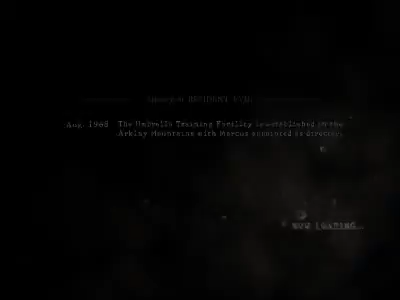 RESIDENT EVIL
Aug. 1968 The Umbrella Training Facility is established in the
Arklay Mountains with Marcus appointed as director.
NOW LOADING...